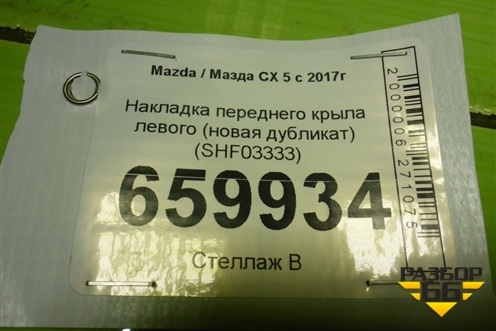 Mazda / Мазда CX 5 с 2017г
Накладка переднего крыла
левого (новая дубликат)
(SHF03333)
659934
Стеллаж В
2000006271075
РАЗБОР
66